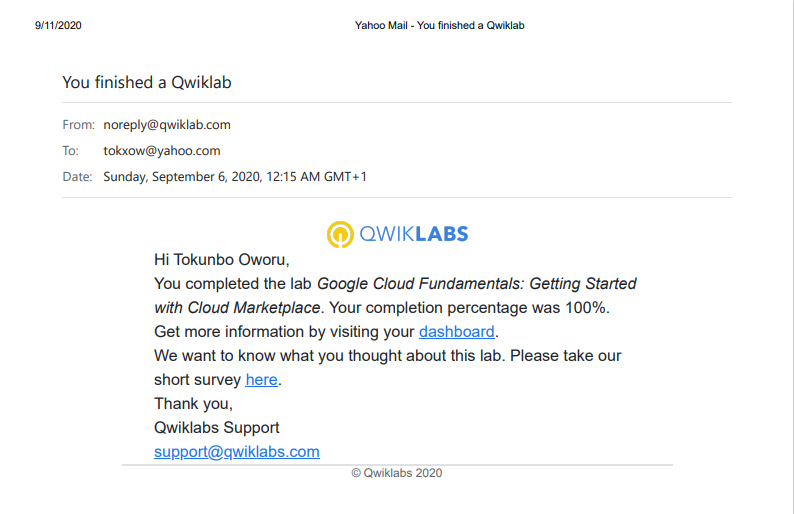 9/11/2020 Yahoo Mail - You finished a Qwiklab
You finished a Qwiklab
From: noreply@qwiklab.com
To: tokxow@yahoo.com
Date: Sunday, September 6, 2020, 12:15 AM GMT+1
QWIKLABS
Hi Tokunbo Oworu,
You completed the lab Google Cloud Fundamentals: Getting Started
with Cloud Marketplace. Your completion percentage was 100%.
Get more information by visiting your dashboard.
We want to know what you thought about this lab. Please take our
short survey here.
Thank you,
Qwiklabs Support
support@qwiklabs.com
© Qwiklabs 2020